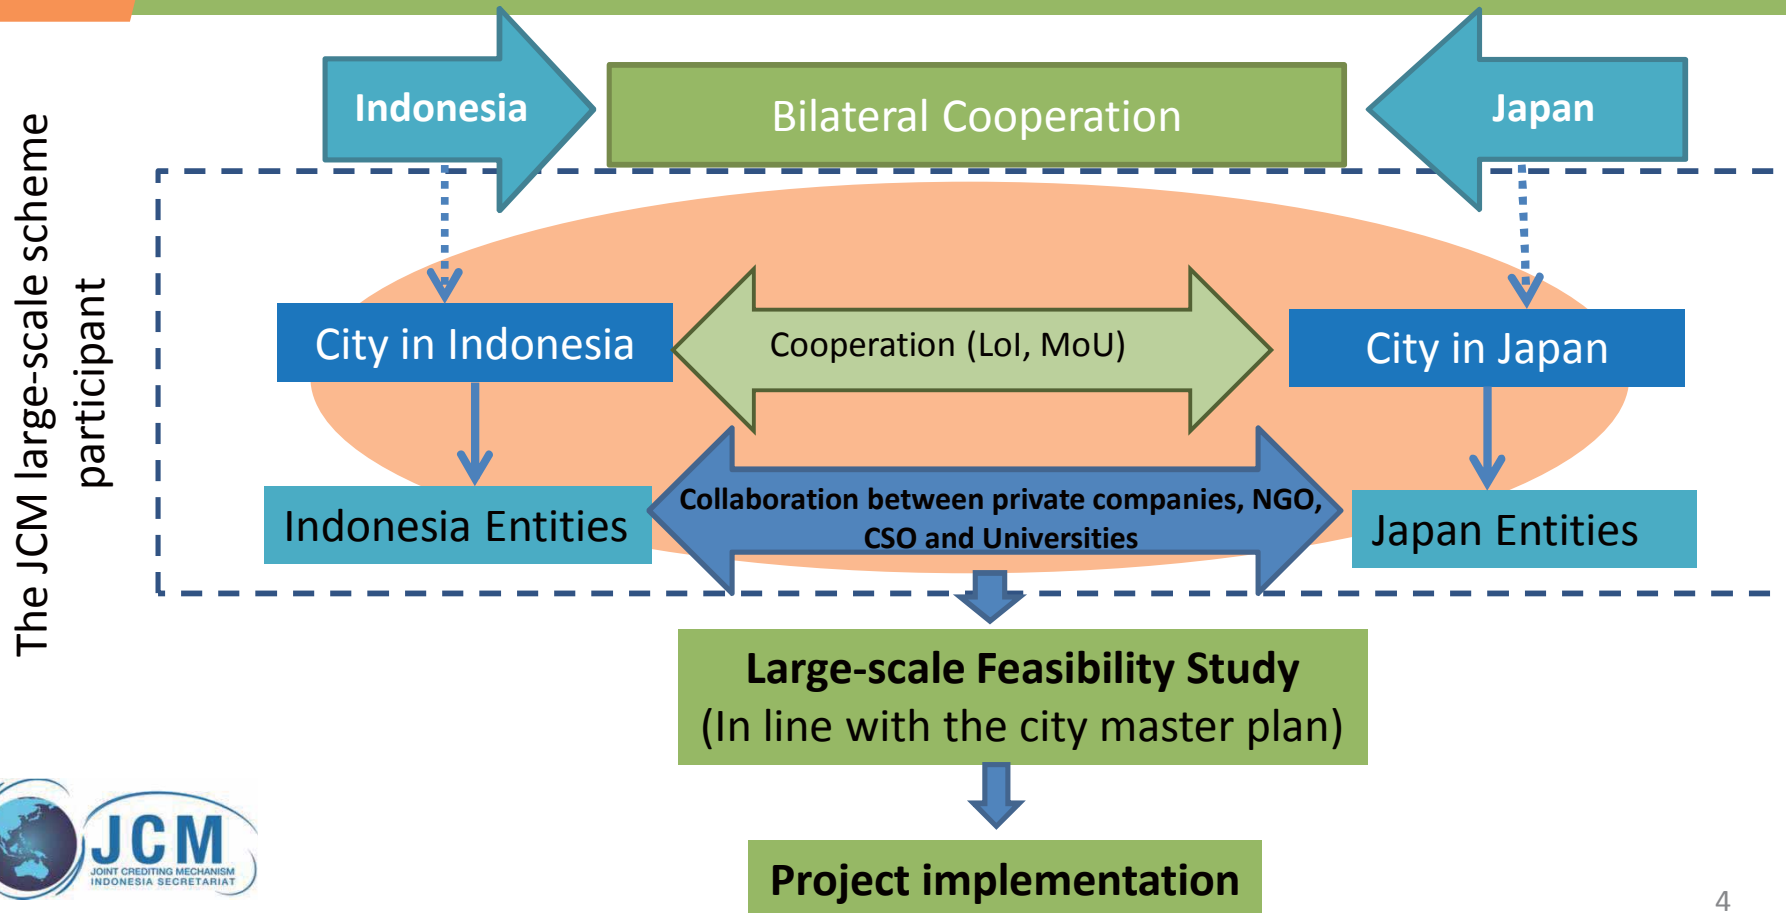 Indonesia
Bilateral Cooperation
Japan
The JCM large-scale scheme
participant
City in Indonesia
Cooperation (LoI, MoU)
City in Japan
Indonesia Entities
Collaboration between private companies, NGO,
CSO and Universities
Japan Entities
Large-scale Feasibility Study
(In line with the city master plan)
Project implementation
JCM
JOINT CREDITING MECHANISM
INDONESIA SECRETARIAT
4